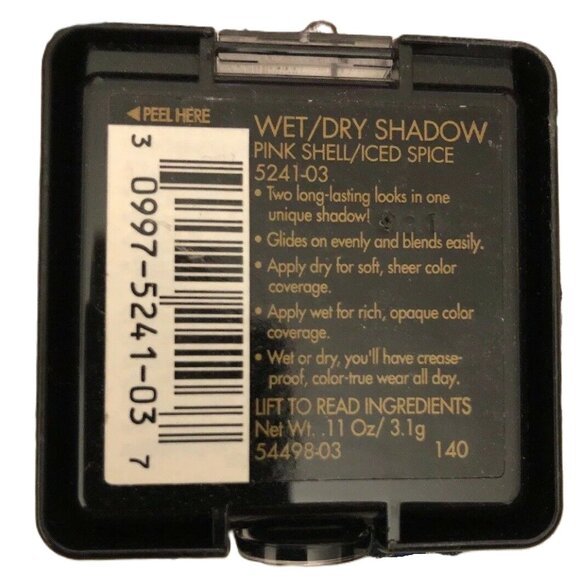 ◄ PEEL HERE
3 0997-5241-03 7
WET/DRY SHADOW
PINK SHELL/ICED SPICE
5241-03
• Two long-lasting looks in one
unique shadow!
• Glides on evenly and blends easily.
• Apply dry for soft, sheer color
coverage.
• Apply wet for rich, opaque color
coverage.
• Wet or dry, you'll have crease-
proof, color-true wear all day.
LIFT TO READ INGREDIENTS
Net Wt. .11 Oz/ 3.1g
54498-03 140